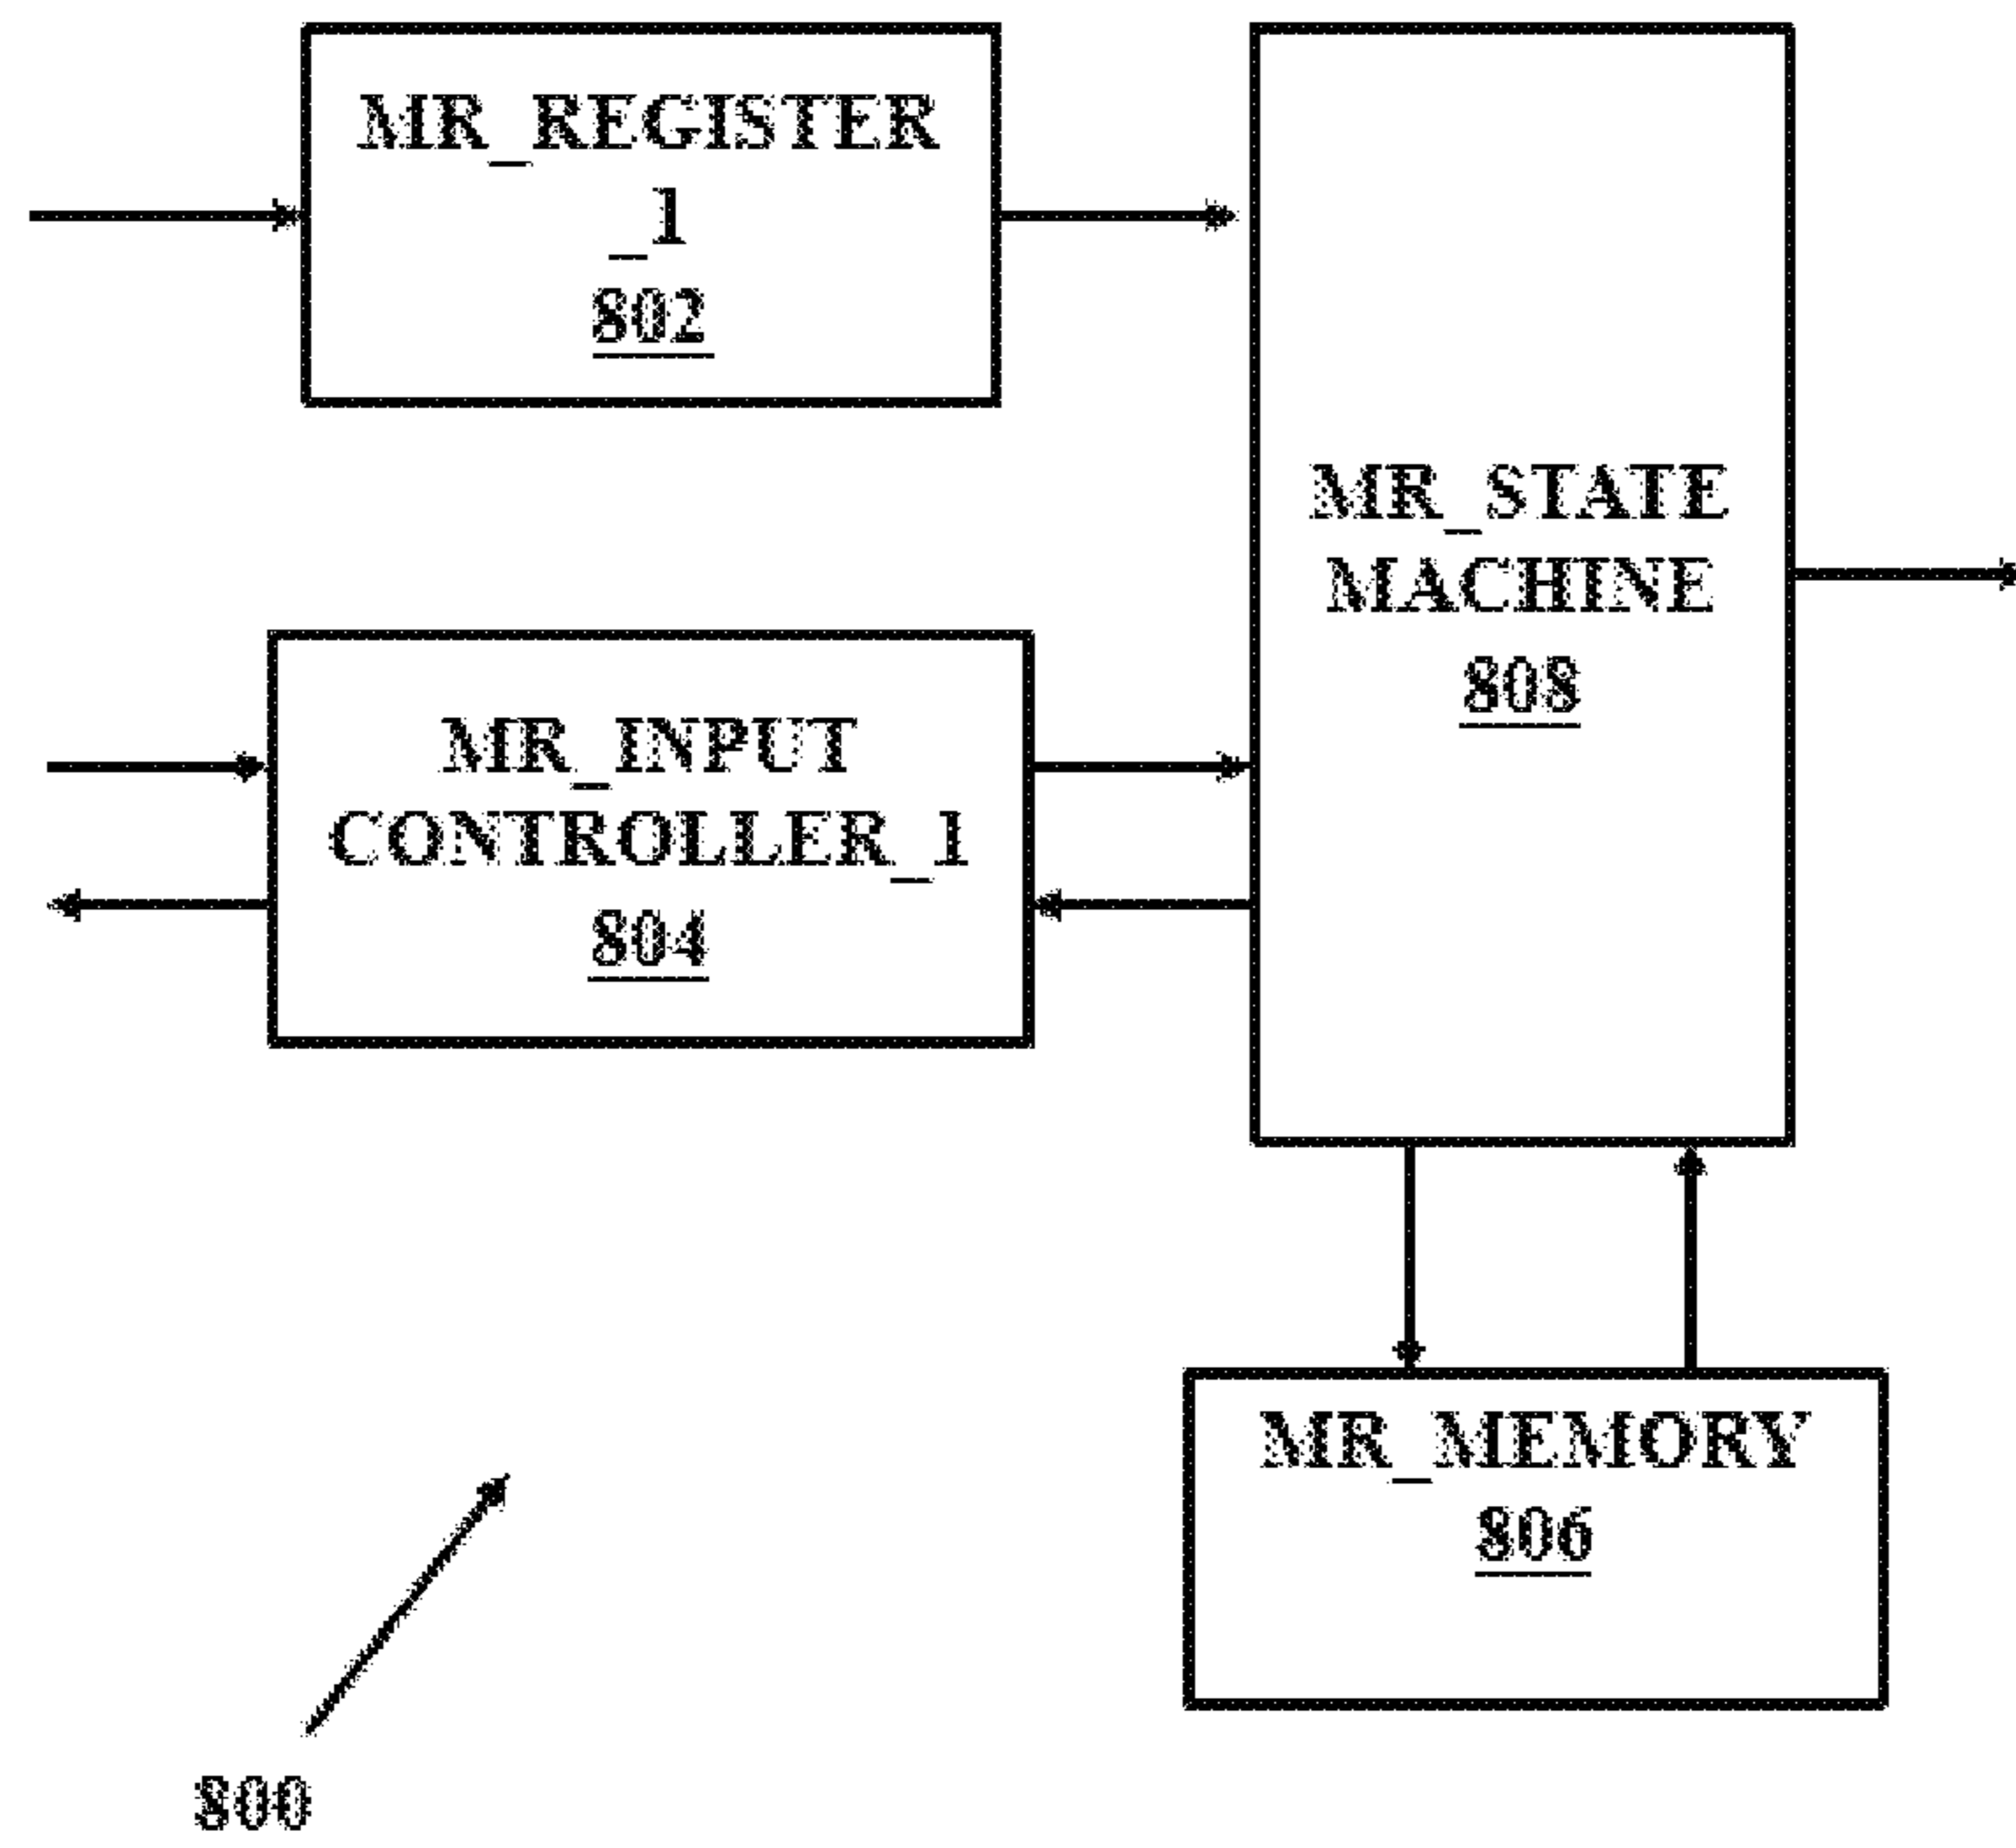 MR_REGISTER
_1
802
MR_STATE
MACHINE
808
MR_INPUT
CONTROLLER_1
804
MR_MEMORY
806
800